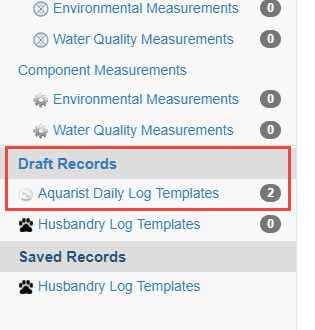 Environmental Measurements 0
Water Quality Measurements 0
Component Measurements
Environmental Measurements 0
Water Quality Measurements 0
Draft Records
Aquarist Daily Log Templates 2
Husbandry Log Templates 0
Saved Records
Husbandry Log Templates